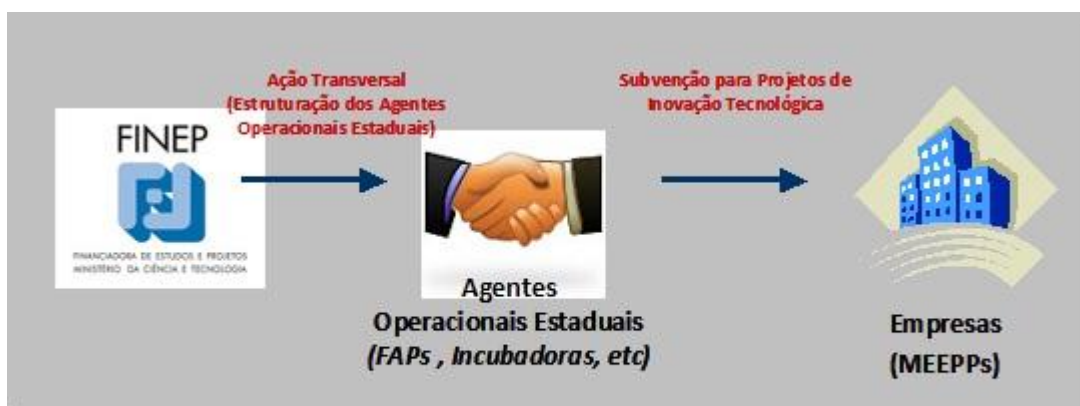 Ação Transversal
(Estruturação dos Agentes
Operacionais Estaduais)
Subvenção para Projetos de
Inovação Tecnológica
FINEP
FINANCIADORA DE ESTUDOS E PROJETOS
MINISTÉRIO DA CIÊNCIA E TECNOLOGIA
Agentes
Operacionais Estaduais
(FAPs , Incubadoras, etc)
Empresas
(MEEPPs)